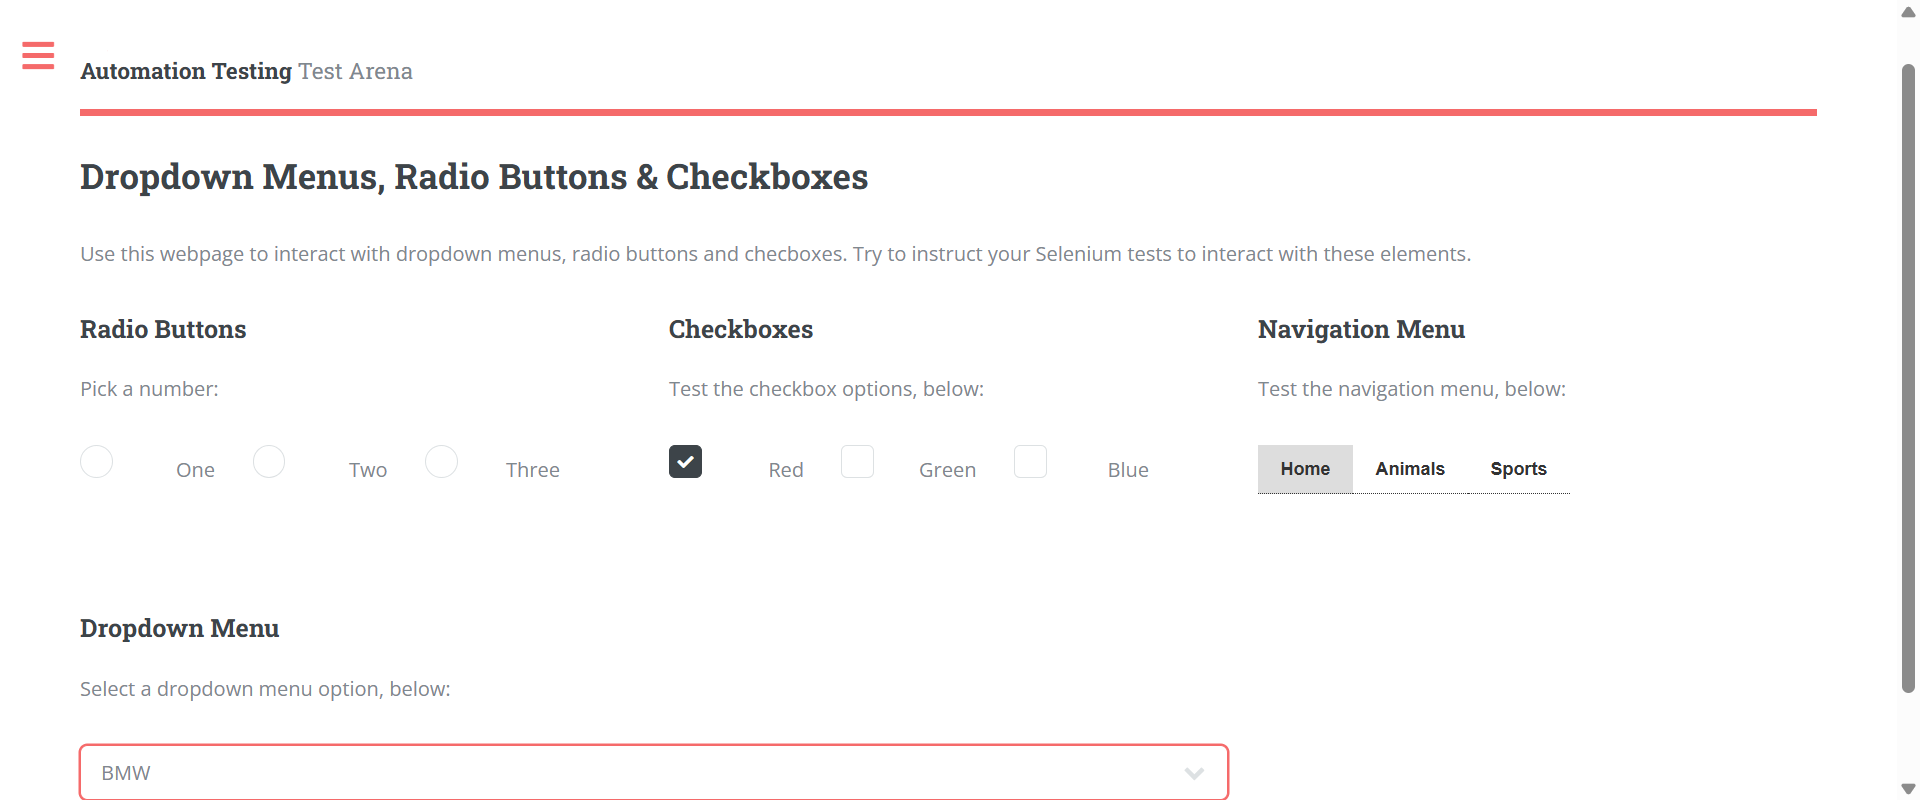 Automation Testing Test Arena
Dropdown Menus, Radio Buttons & Checkboxes
Use this webpage to interact with dropdown menus, radio buttons and checboxes. Try to instruct your Selenium tests to interact with these elements.
Radio Buttons
Pick a number:
One Two Three
Checkboxes
Test the checkbox options, below:
Red Green Blue
Navigation Menu
Test the navigation menu, below:
Home Animals Sports
Dropdown Menu
Select a dropdown menu option, below:
BMW